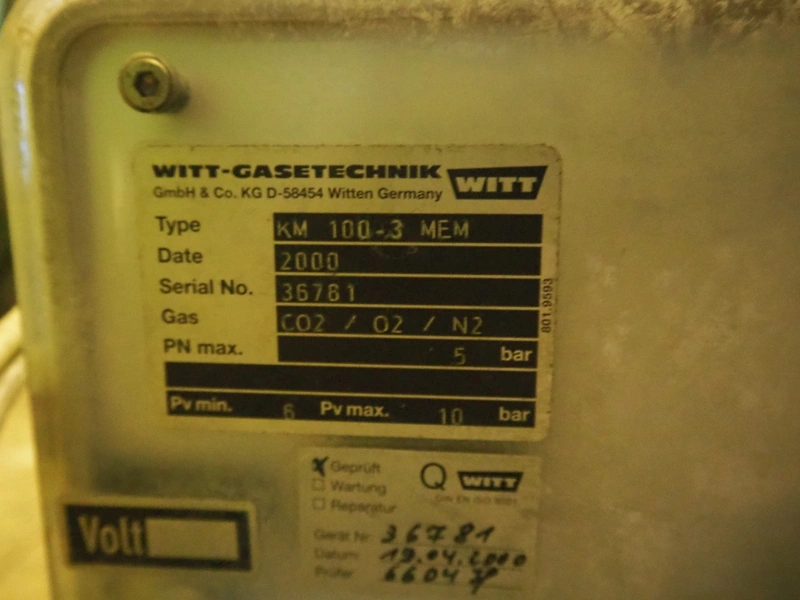 WITT-GASETECHNIK WITT
GmbH & Co. KG D-58454 Witten Germany
Type KM 100-3 MEM
Date 2000
Serial No. 36781
Gas CO2 / O2 / N2
PN max. 5 bar
Pv min. 6 Pv max. 10 bar
801.9593
Geprüft Q WITT
Wartung DIN EN ISO 9001
Reparatur
Gerät Nr. 36781
Datum: 19.04.2000
Prüfer 6604
Volt